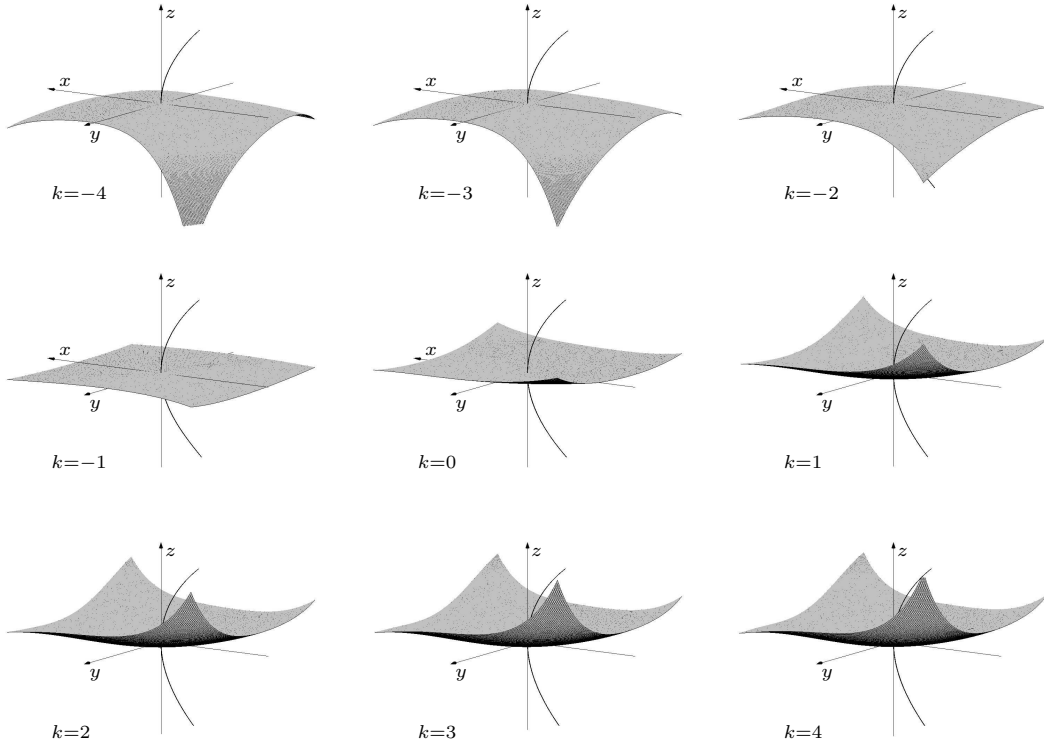 z z z
x x x
y y y
k=−4 k=−3 k=−2
z z z
x x
y y y
k=−1 k=0 k=1
z z z
y y y
k=2 k=3 k=4